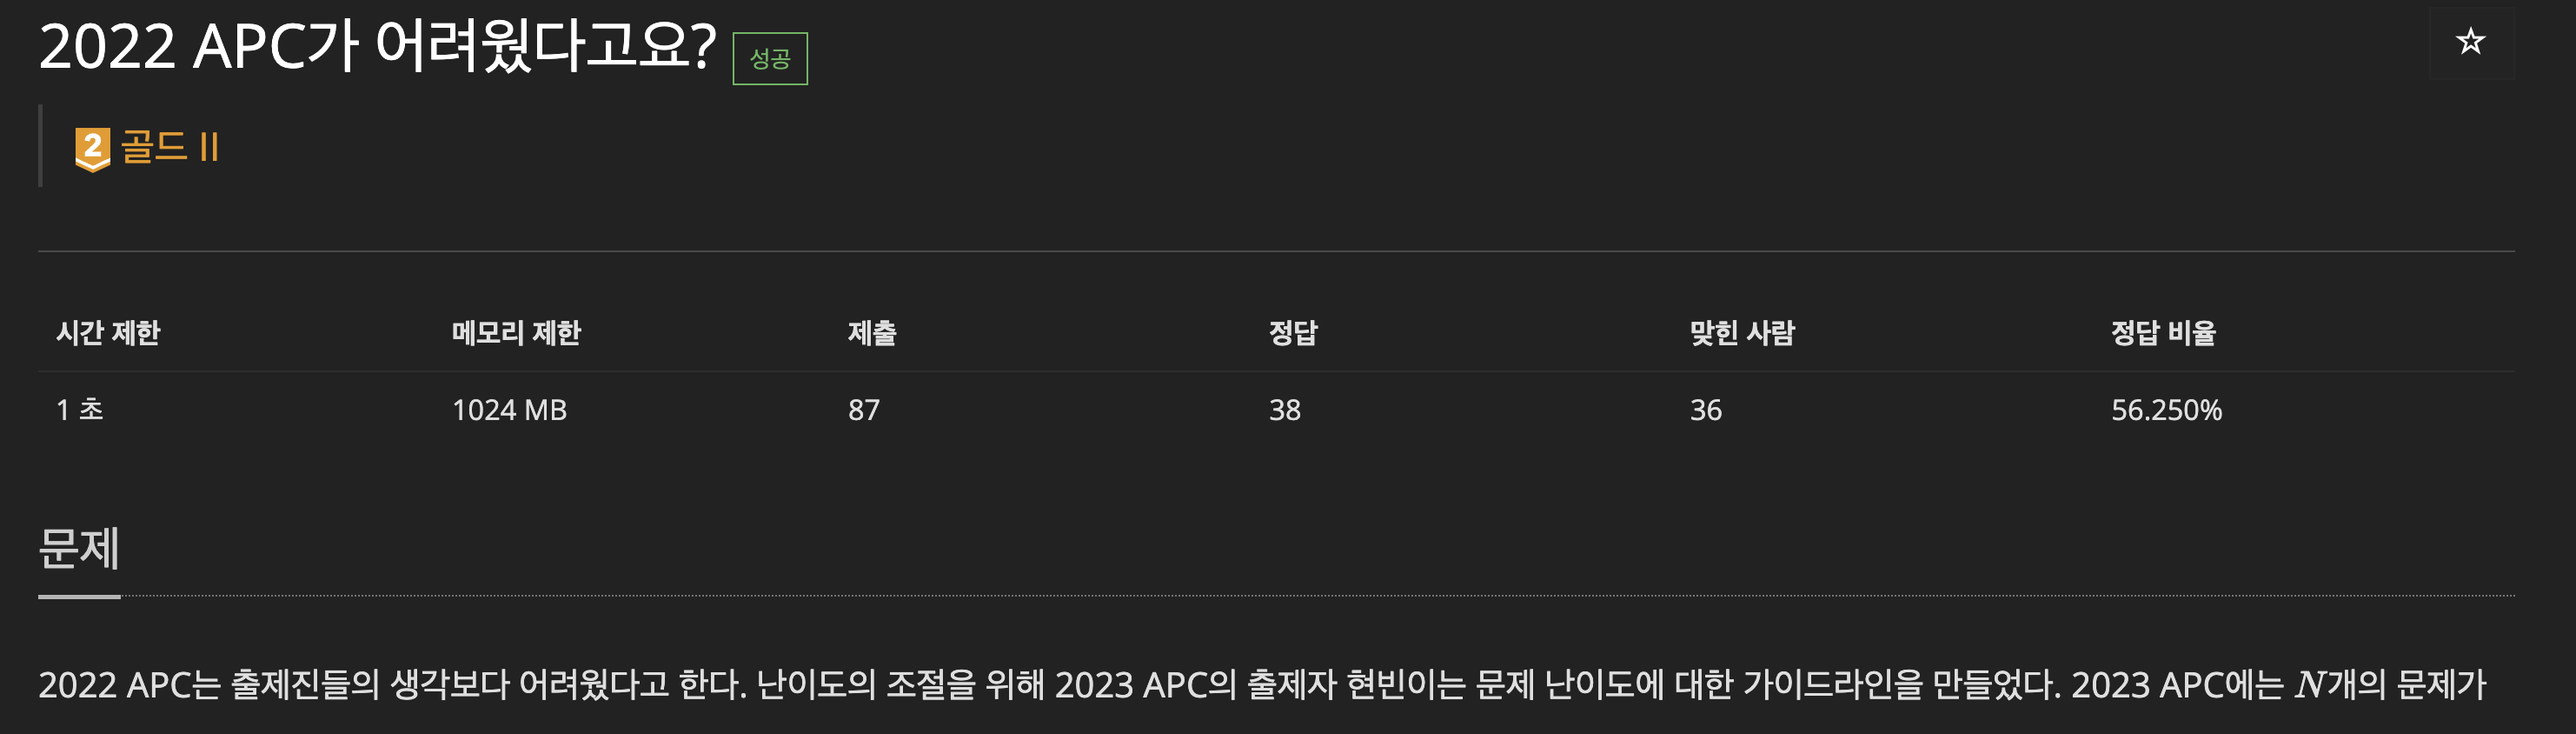 2022 APC가 어려웠다고요? 성공
2 골드 II
시간 제한 메모리 제한 제출 정답 맞힌 사람 정답 비율
1 초 1024 MB 87 38 36 56.250%
문제
2022 APC는 출제진들의 생각보다 어려웠다고 한다. 난이도의 조절을 위해 2023 APC의 출제자 현빈이는 문제 난이도에 대한 가이드라인을 만들었다. 2023 APC에는 N개의 문제가